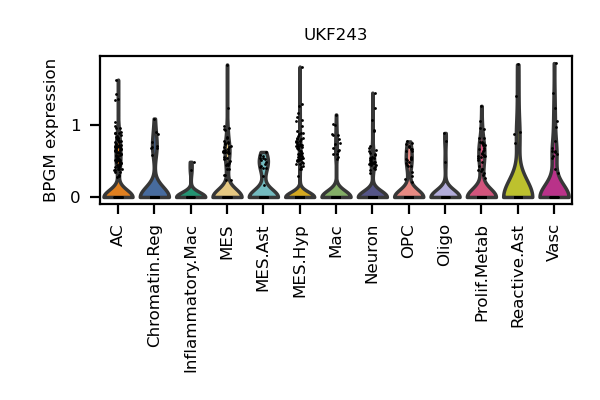 UKF243
BPGM expression
1
0
AC
Chromatin.Reg
Inflammatory.Mac
MES
MES.Ast
MES.Hyp
Mac
Neuron
OPC
Oligo
Prolif.Metab
Reactive.Ast
Vasc